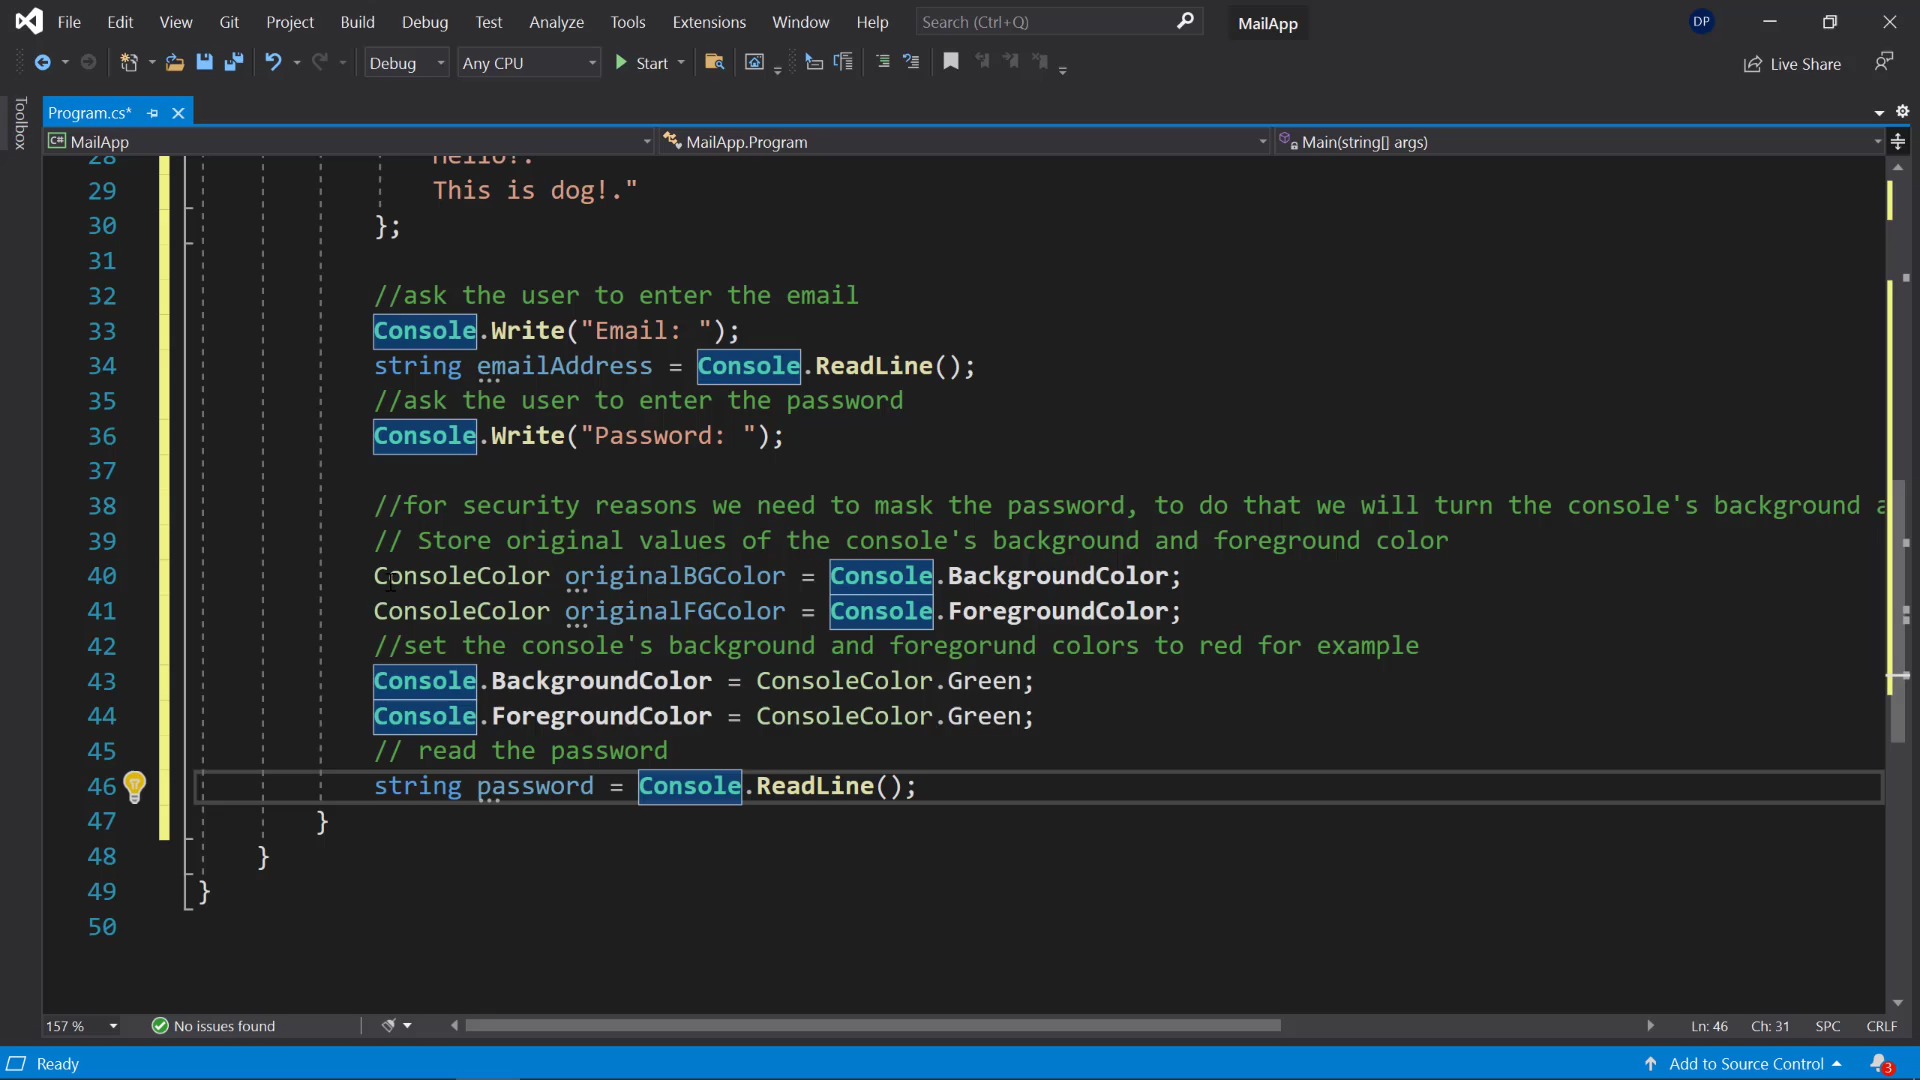 File Edit View Git Project Build Debug Test Analyze Tools Extensions Window Help Search (Ctrl+Q) MailApp DP
Debug Any CPU Start Live Share
Toolbox
Program.cs*
C# MailApp MailApp.Program Main(string[] args)
28 Hello!.
29 This is dog!."
30 };
31
32 //ask the user to enter the email
33 Console.Write("Email: ");
34 string emailAddress = Console.ReadLine();
35 //ask the user to enter the password
36 Console.Write("Password: ");
37
38 //for security reasons we need to mask the password, to do that we will turn the console's background a
39 // Store original values of the console's background and foreground color
40 ConsoleColor originalBGColor = Console.BackgroundColor;
41 ConsoleColor originalFGColor = Console.ForegroundColor;
42 //set the console's background and foregorund colors to red for example
43 Console.BackgroundColor = ConsoleColor.Green;
44 Console.ForegroundColor = ConsoleColor.Green;
45 // read the password
46 string password = Console.ReadLine();
47 }
48 }
49 }
50
157 % No issues found Ln: 46 Ch: 31 SPC CRLF
Ready Add to Source Control 3